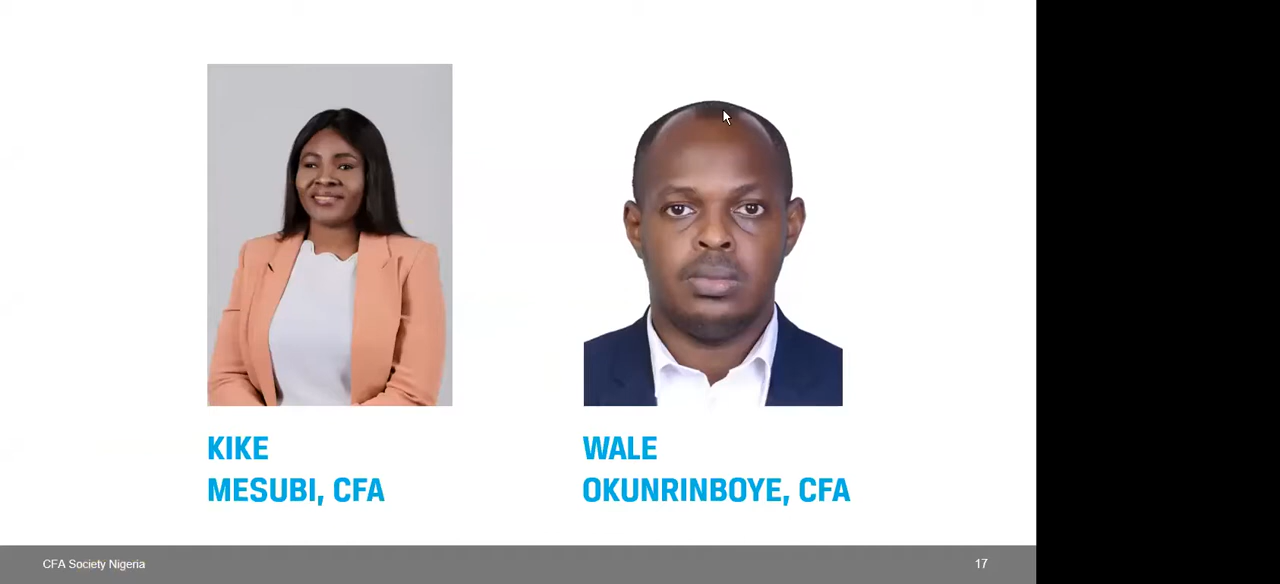 KIKE
MESUBI, CFA
WALE
OKUNRINBOYE, CFA
CFA Society Nigeria
17